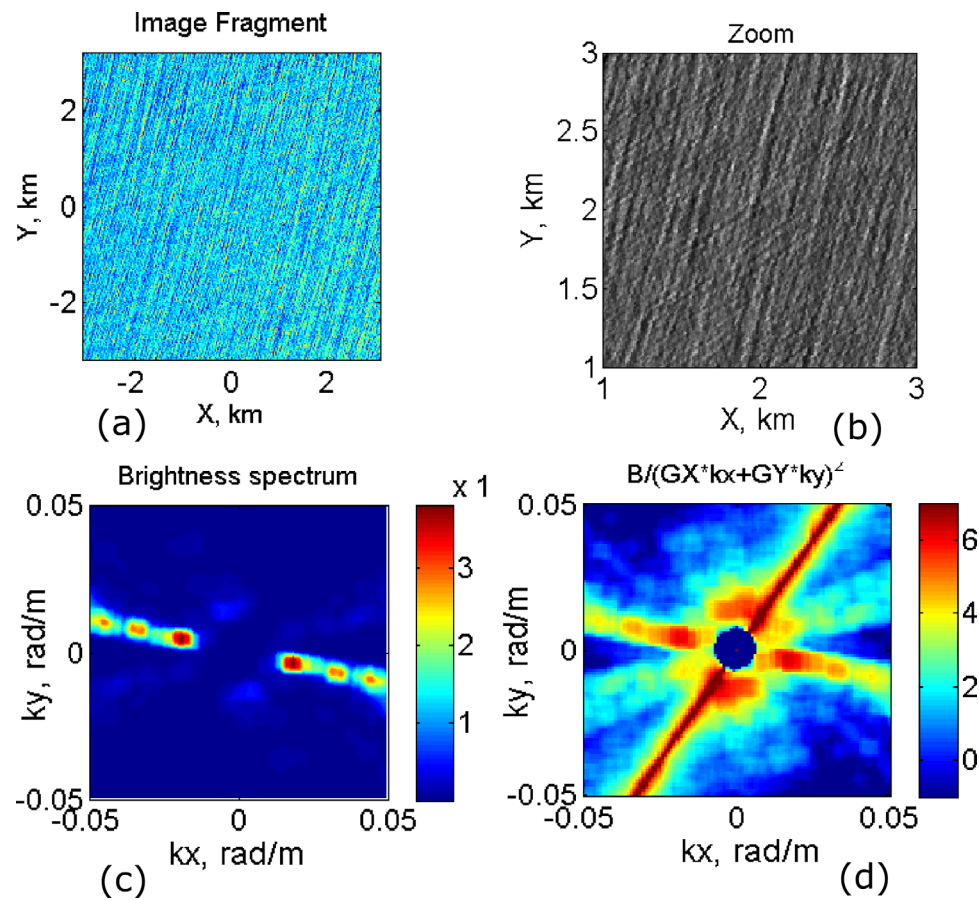 Image Fragment
2
0
-2
Y, km
-2 0 2
X, km
(a)
Zoom
3
2.5
2
1.5
1
Y, km
1 2 3
X, km
(b)
Brightness spectrum
x 1
0.05
0
-0.05
ky, rad/m
-0.05 0 0.05
kx, rad/m
3
2
1
(c)
B/(GX*kx+GY*ky)²
0.05
0
-0.05
ky, rad/m
-0.05 0 0.05
kx, rad/m
6
4
2
0
(d)